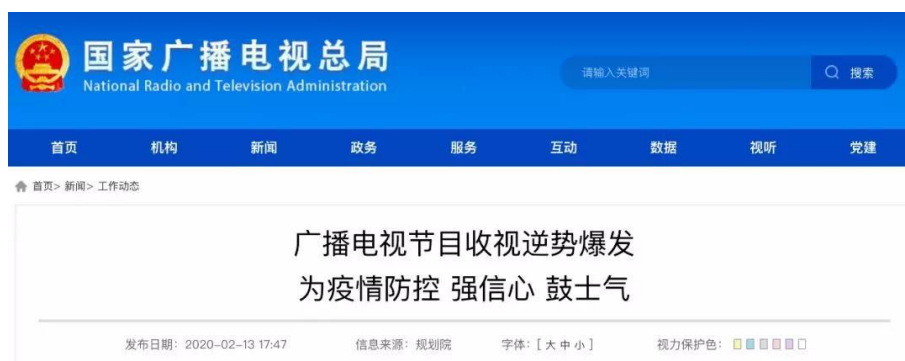 国家广播电视总局
National Radio and Television Administration
请输入关键词
搜索
首页 机构 新闻 政务 服务 互动 数据 视听 党建
首页> 新闻> 工作动态
广播电视节目收视逆势爆发
为疫情防控 强信心 鼓士气
发布日期: 2020-02-13 17:47 信息来源: 规划院 字体: [ 大 中 小 ] 视力保护色: